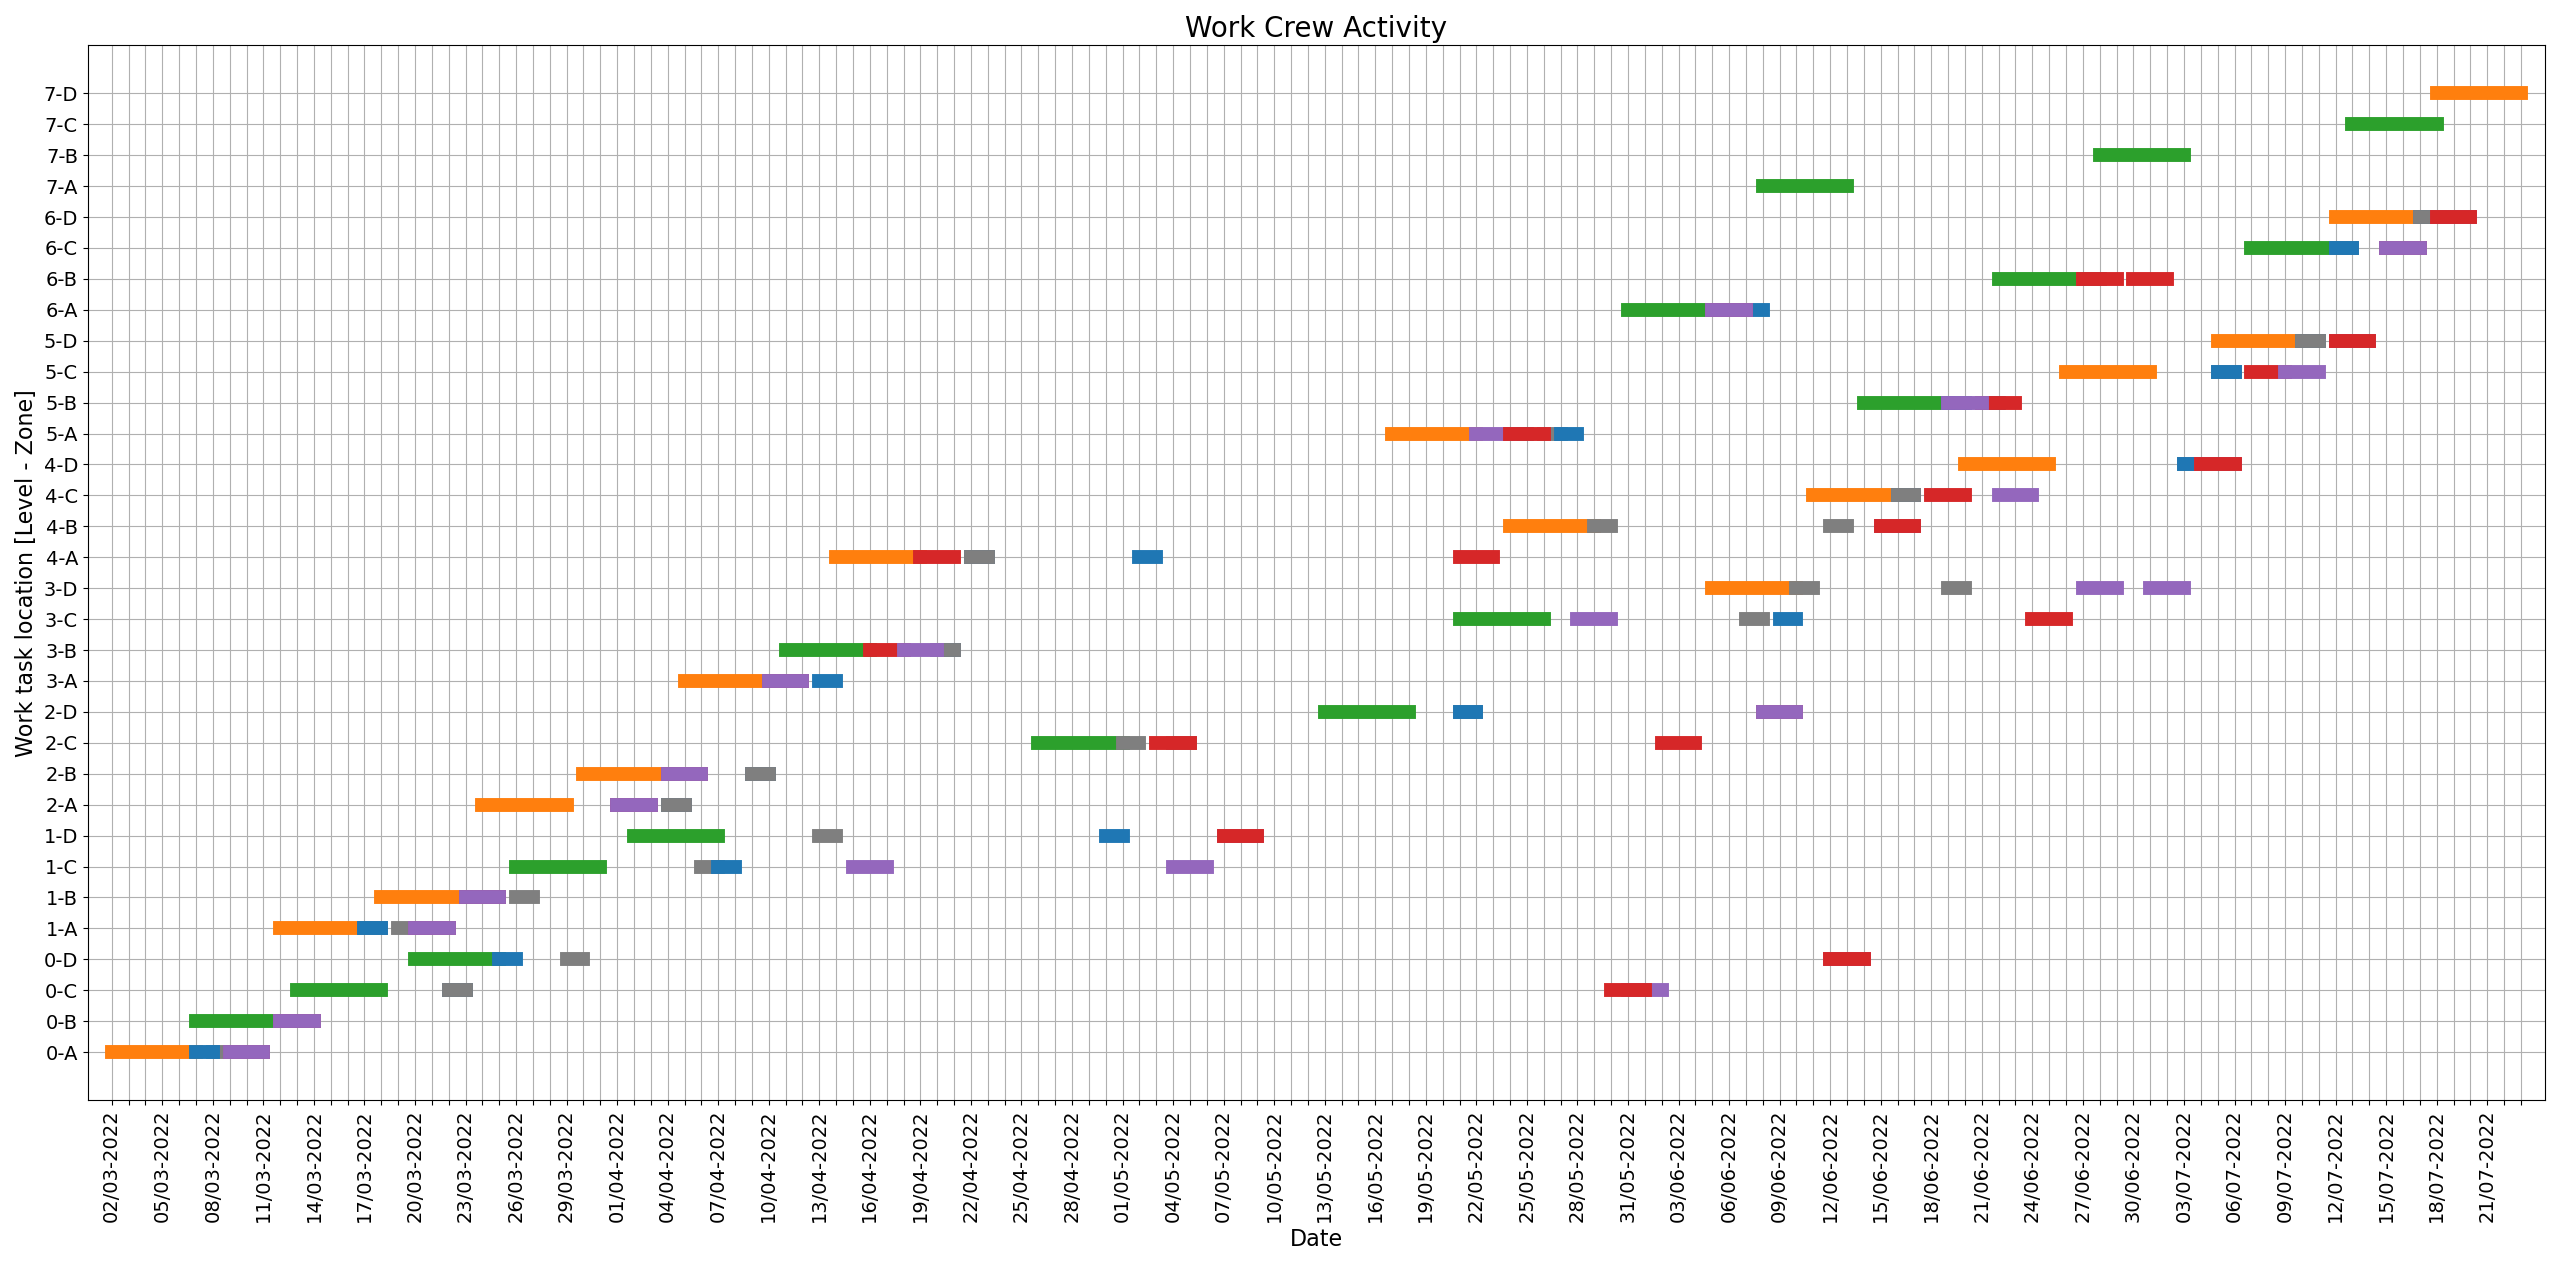 Work Crew Activity
Work task location [Level - Zone]
7-D
7-C
7-B
7-A
6-D
6-C
6-B
6-A
5-D
5-C
5-B
5-A
4-D
4-C
4-B
4-A
3-D
3-C
3-B
3-A
2-D
2-C
2-B
2-A
1-D
1-C
1-B
1-A
0-D
0-C
0-B
0-A
02/03-2022
05/03-2022
08/03-2022
11/03-2022
14/03-2022
17/03-2022
20/03-2022
23/03-2022
26/03-2022
29/03-2022
01/04-2022
04/04-2022
07/04-2022
10/04-2022
13/04-2022
16/04-2022
19/04-2022
22/04-2022
25/04-2022
28/04-2022
01/05-2022
04/05-2022
07/05-2022
10/05-2022
13/05-2022
16/05-2022
19/05-2022
22/05-2022
25/05-2022
28/05-2022
31/05-2022
03/06-2022
06/06-2022
09/06-2022
12/06-2022
15/06-2022
18/06-2022
21/06-2022
24/06-2022
27/06-2022
30/06-2022
03/07-2022
06/07-2022
09/07-2022
12/07-2022
15/07-2022
18/07-2022
21/07-2022
Date